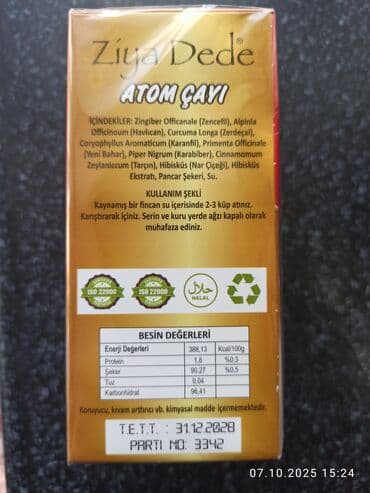 Ziya Dede®
ATOM ÇAYI
İÇİNDEKİLER: Zingiber Officanale (Zencefil), Alpinia
Officinoum (Havlıcan), Curcuma Longa (Zerdeçal),
Coryophyllus Aromaticum (Karanfil), Prımenta Officinale
(Yeni Bahar), Piper Nigrum (Karabiber), Cinnamomum
Zeylaniccum (Tarçın), Hibisküs (Nar Çiçeği), Hibisküs
Ekstratı, Pancar Şekeri, Su.
KULLANIM ŞEKLİ
Kaynamış bir fincan su içerisinde 2-3 küp atınız.
Karıştırarak içiniz. Serin ve kuru yerde ağzı kapalı olarak
muhafaza ediniz.
ISO 22000
ISO 22000
حلال
HALAL
BESİN DEĞERLERİ
Enerji Değerleri 388,13 Kcal/100g
Protein 1,8 %0,3
Şeker 90,27 %0,5
Tuz 0,04
Karbonhidrat 96,41
Koruyucu, kıvam arttırıcı vb. kimyasal madde içermemektedir.
T.E.T.T. : 31.12.2028
PARTI NO: 3342
07.10.2025 15:24